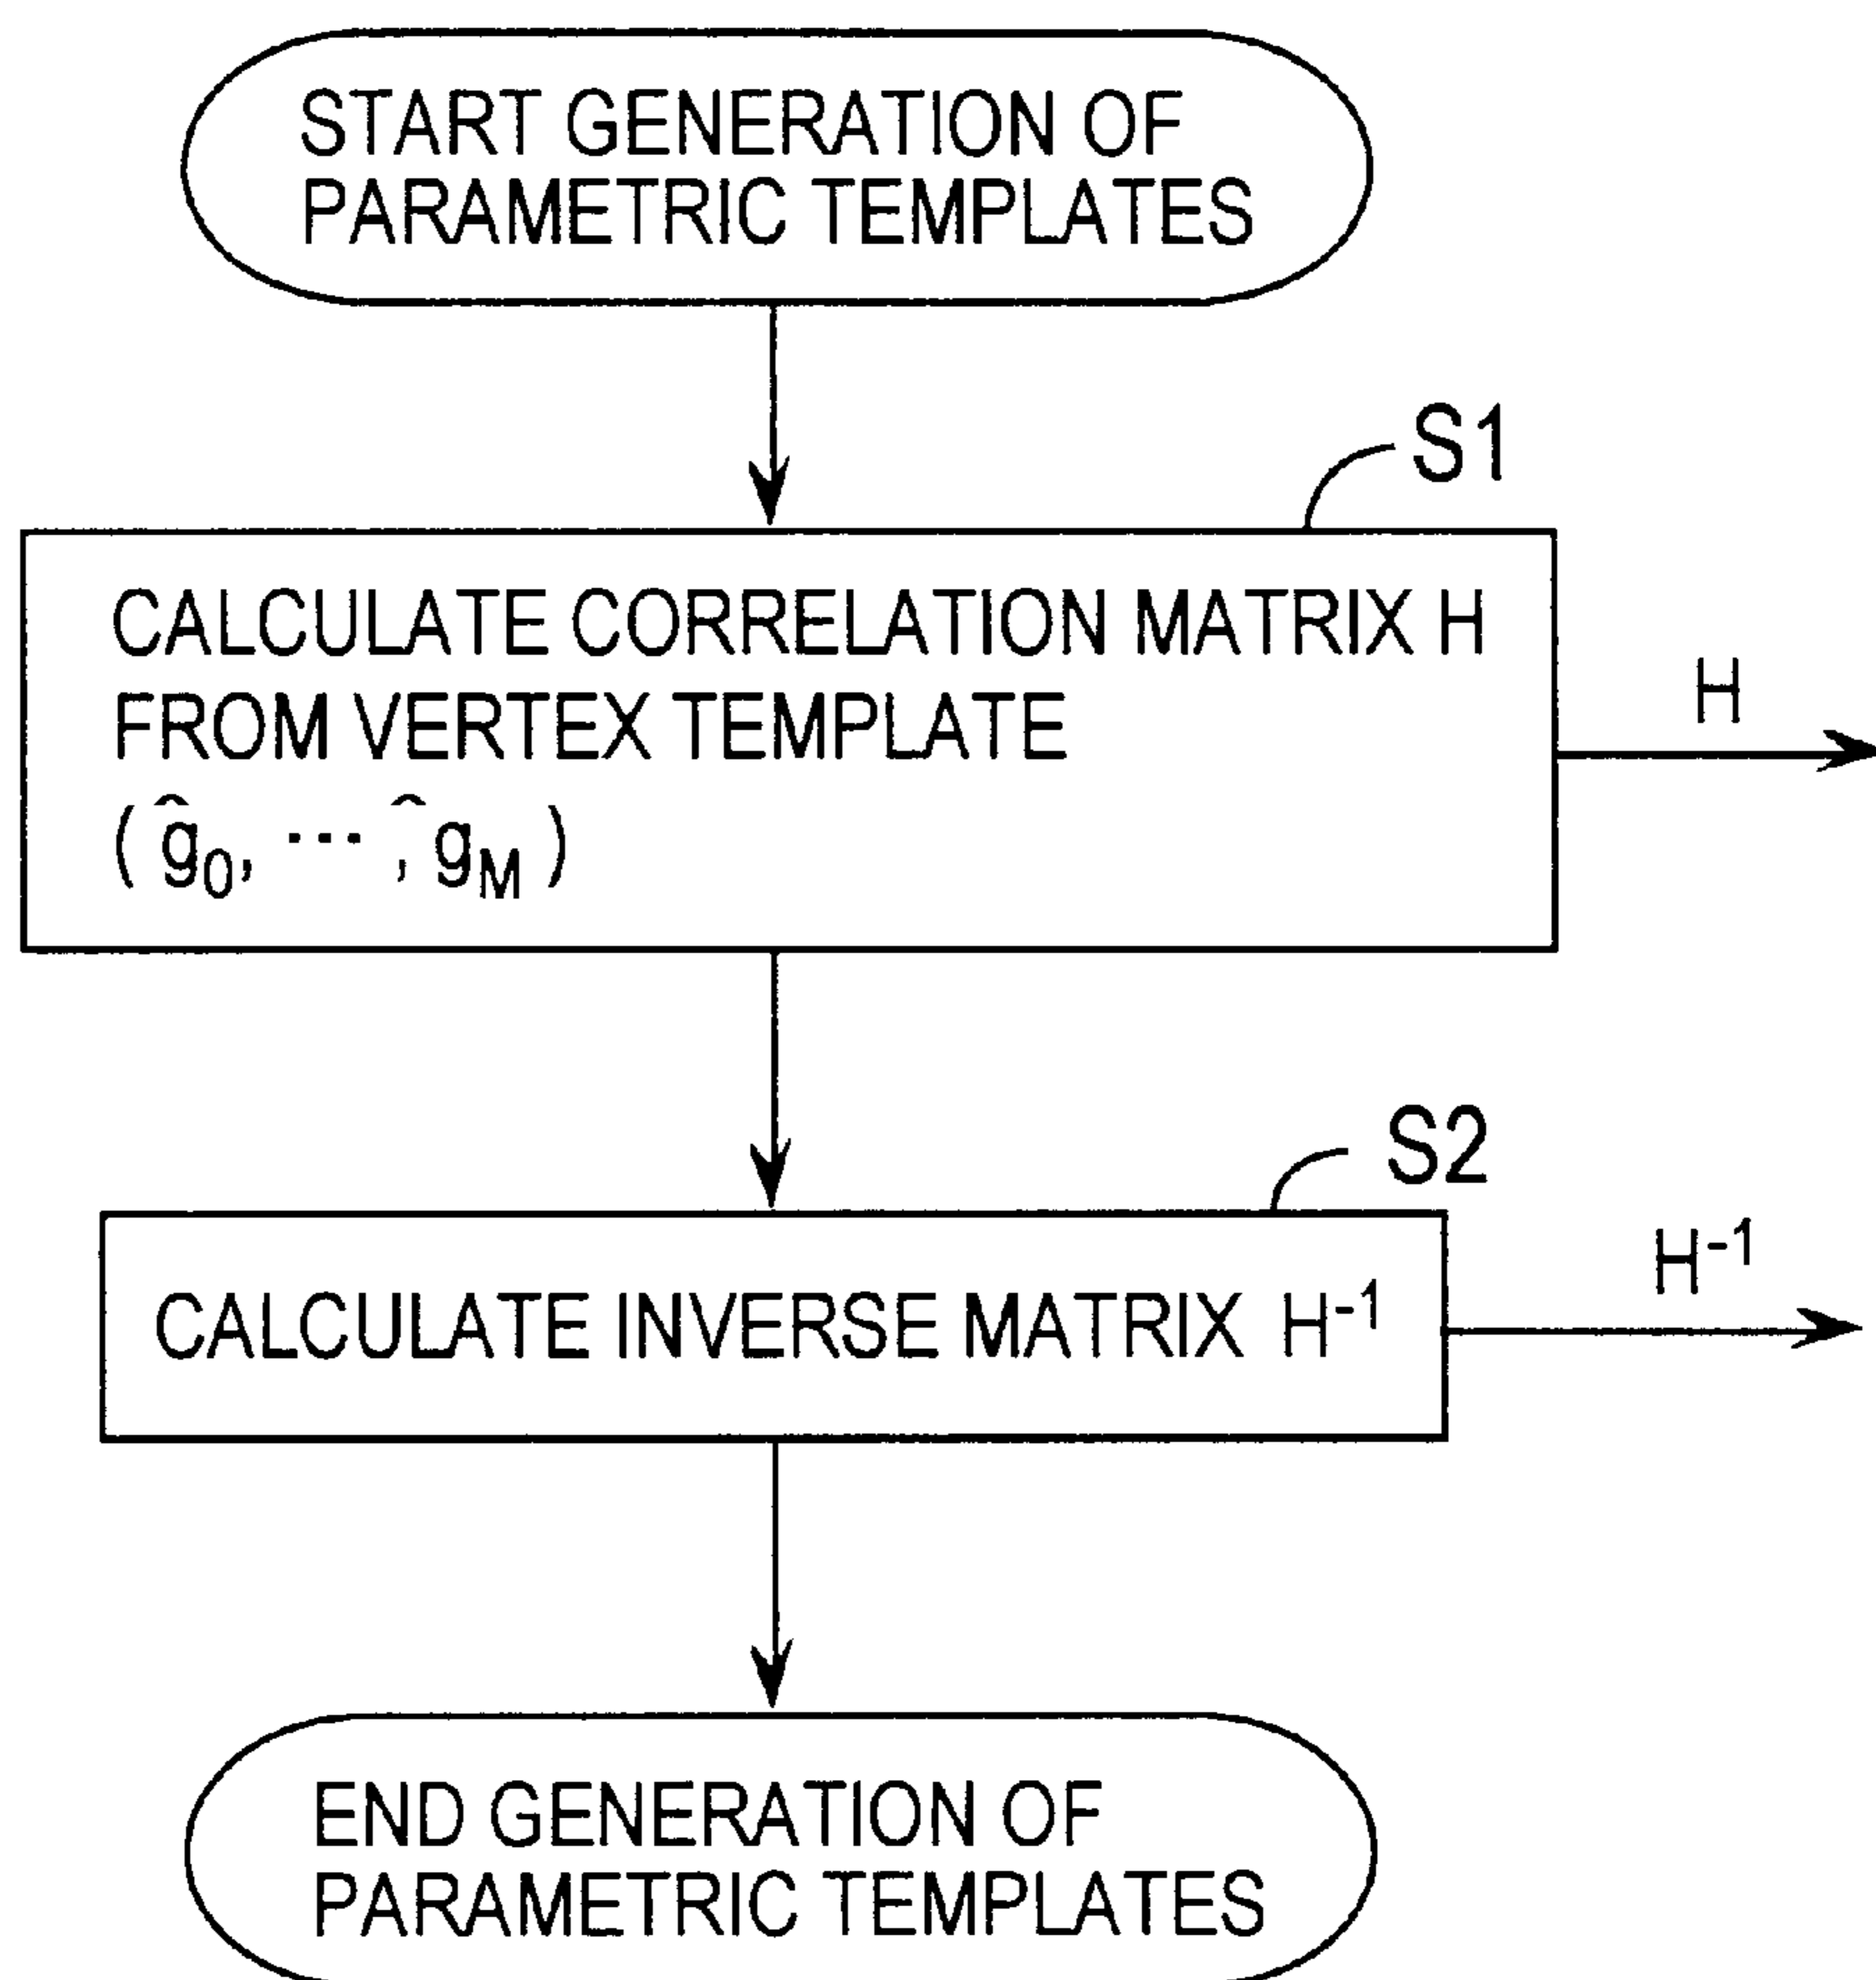 START GENERATION OF
PARAMETRIC TEMPLATES
S1
CALCULATE CORRELATION MATRIX H
FROM VERTEX TEMPLATE
(ĝ₀, ⋯ , ĝ_M)
H
S2
CALCULATE INVERSE MATRIX H⁻¹
H⁻¹
END GENERATION OF
PARAMETRIC TEMPLATES